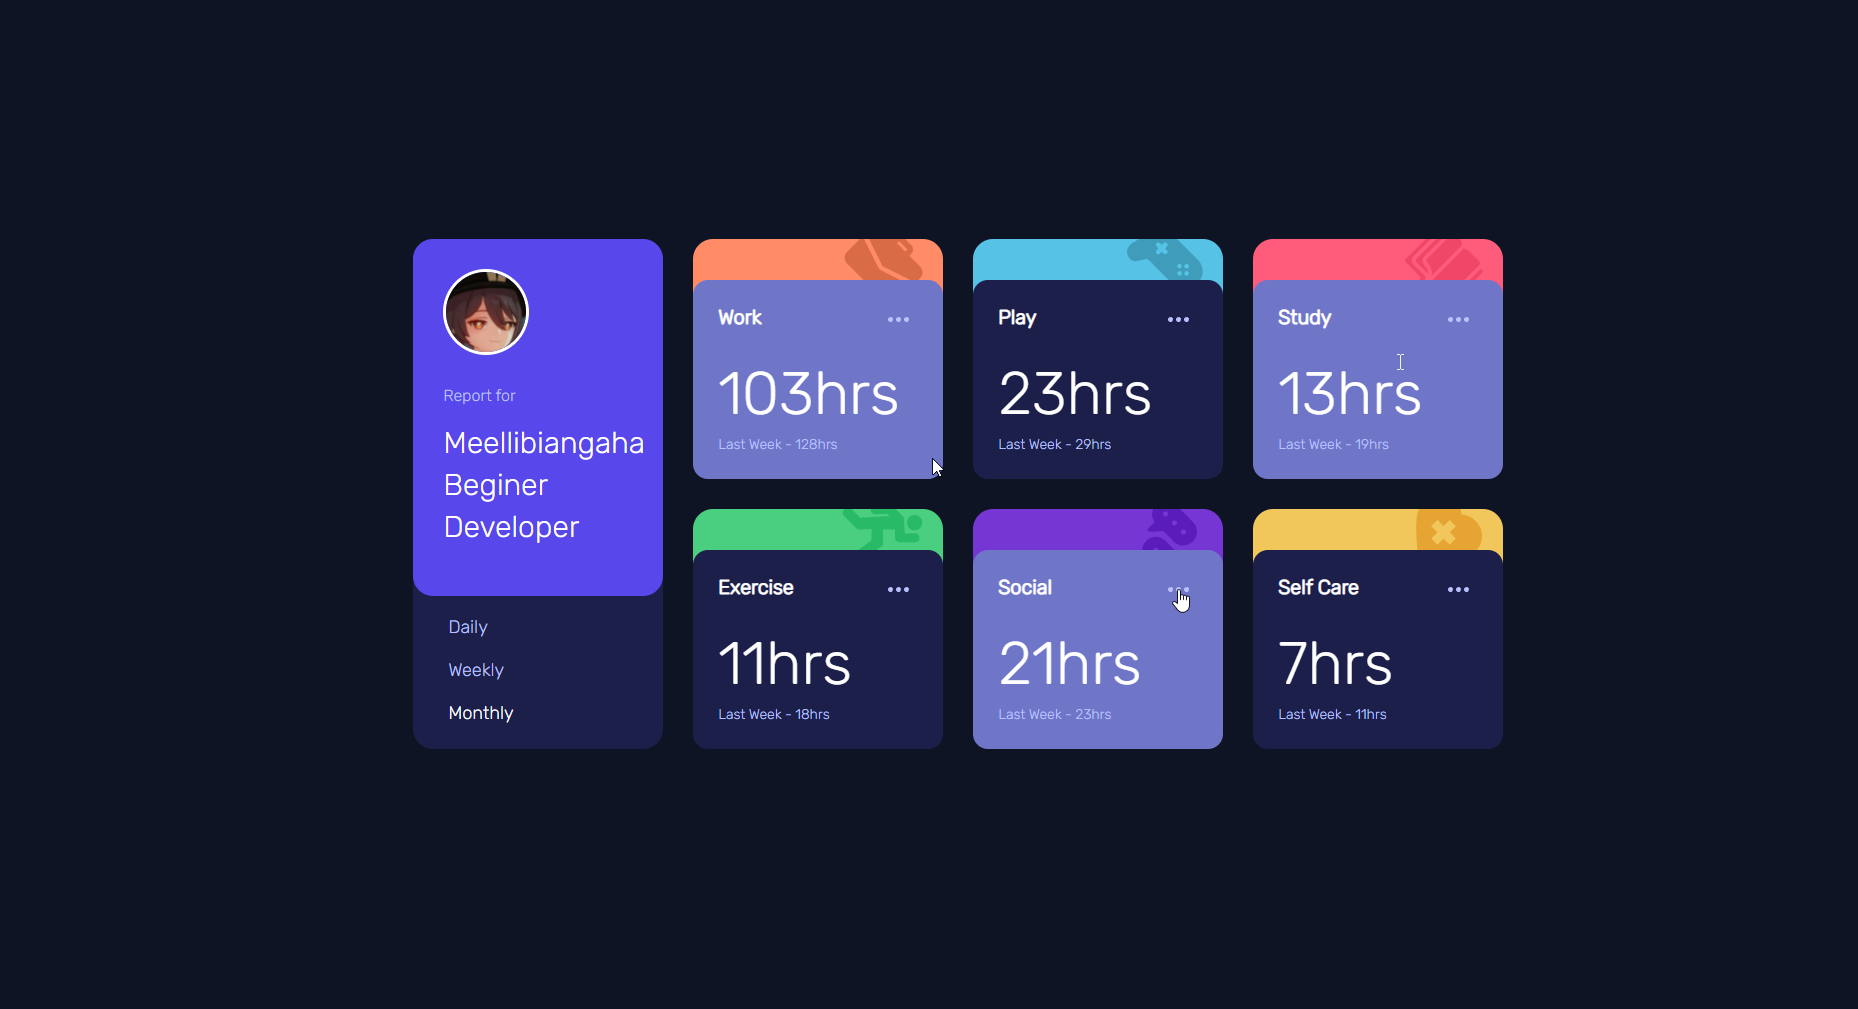 Report for
Meellibiangaha
Beginer
Developer
Daily
Weekly
Monthly
Work
103hrs
Last Week - 128hrs
Play
23hrs
Last Week - 29hrs
Study
13hrs
Last Week - 19hrs
Exercise
11hrs
Last Week - 18hrs
Social
21hrs
Last Week - 23hrs
Self Care
7hrs
Last Week - 11hrs